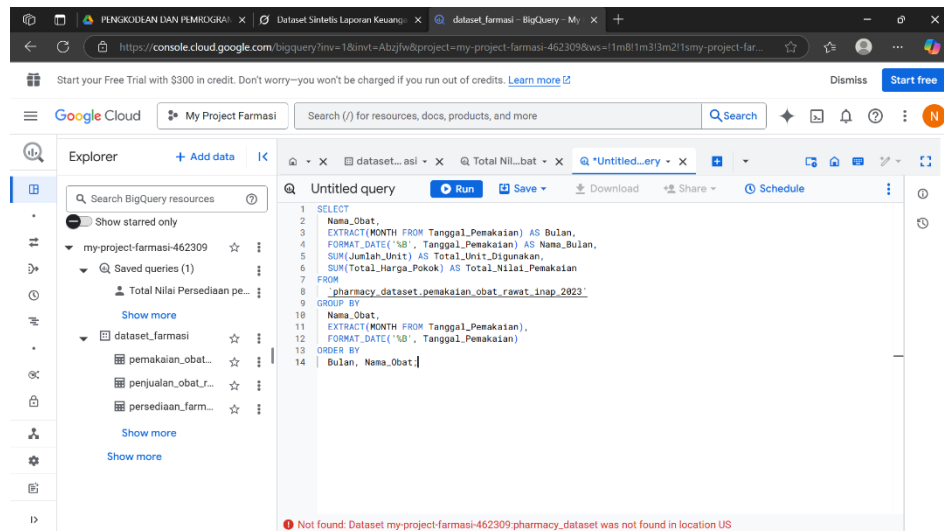 PENGKODEAN DAN PEMROGRA
Dataset Sintetis Laporan Keuang
dataset_farmasi – BigQuery – My
https://console.cloud.google.com/bigquery?inv=1&invt=Abzjfw&project=my-project-farmasi-462309&ws=!1m8!1m3!3m2!1smy-project-far...
Start your Free Trial with $300 in credit. Don't worry—you won't be charged if you run out of credits. Learn more
Dismiss
Start free
Google Cloud
My Project Farmasi
Search (/) for resources, docs, products, and more
Search
N
Explorer
+ Add data
Search BigQuery resources
Show starred only
my-project-farmasi-462309
Saved queries (1)
Total Nilai Persediaan pe...
Show more
dataset_farmasi
pemakaian_obat...
penjualan_obat_r...
persediaan_farm...
Show more
Show more
dataset...asi
Total Nil...bat
*Untitled...ery
Untitled query
Run
Save
Download
Share
Schedule
1 SELECT
2 Nama_Obat,
3 EXTRACT(MONTH FROM Tanggal_Pemakaian) AS Bulan,
4 FORMAT_DATE('%B', Tanggal_Pemakaian) AS Nama_Bulan,
5 SUM(Jumlah_Unit) AS Total_Unit_Digunakan,
6 SUM(Total_Harga_Pokok) AS Total_Nilai_Pemakaian
7 FROM
8 `pharmacy_dataset.pemakaian_obat_rawat_inap_2023`
9 GROUP BY
10 Nama_Obat,
11 EXTRACT(MONTH FROM Tanggal_Pemakaian),
12 FORMAT_DATE('%B', Tanggal_Pemakaian)
13 ORDER BY
14 Bulan, Nama_Obat;
Not found: Dataset my-project-farmasi-462309:pharmacy_dataset was not found in location US